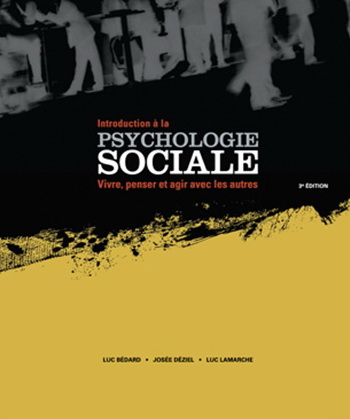 Introduction à la
PSYCHOLOGIE
SOCIALE
Vivre, penser et agir avec les autres
3e ÉDITION
LUC BÉDARD • JOSÉE DÉZIEL • LUC LAMARCHE